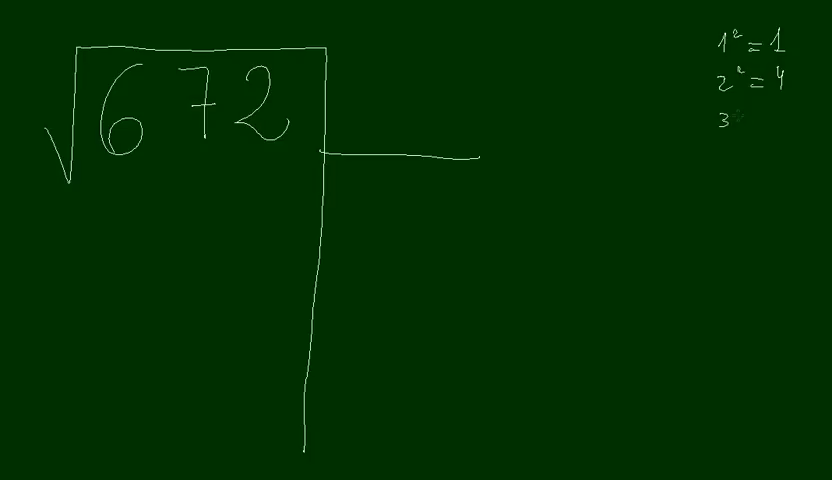 √672
1² = 1
2² = 4
3